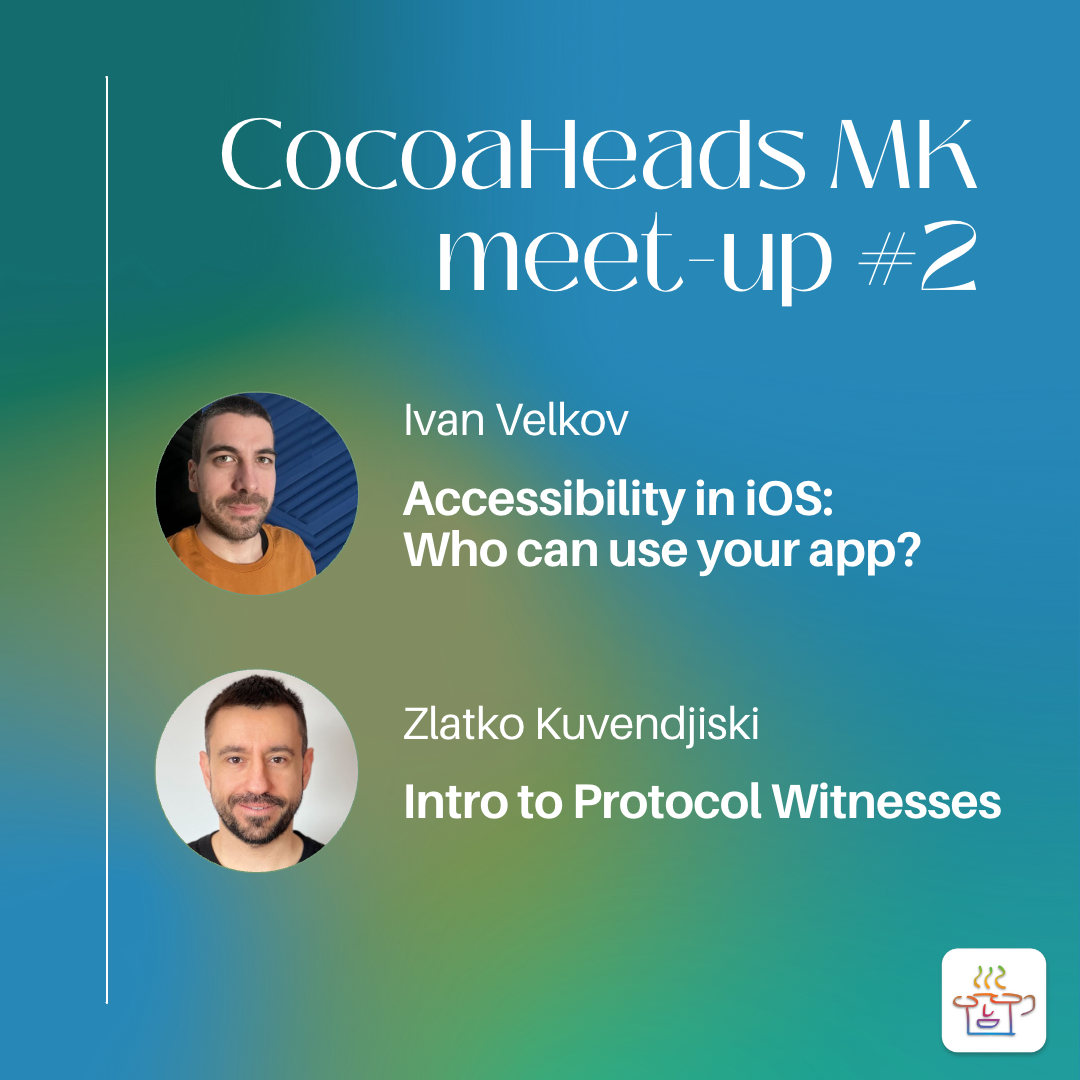 CocoaHeads MK
meet-up #2
Ivan Velkov
Accessibility in iOS:
Who can use your app?
Zlatko Kuvendjiski
Intro to Protocol Witnesses